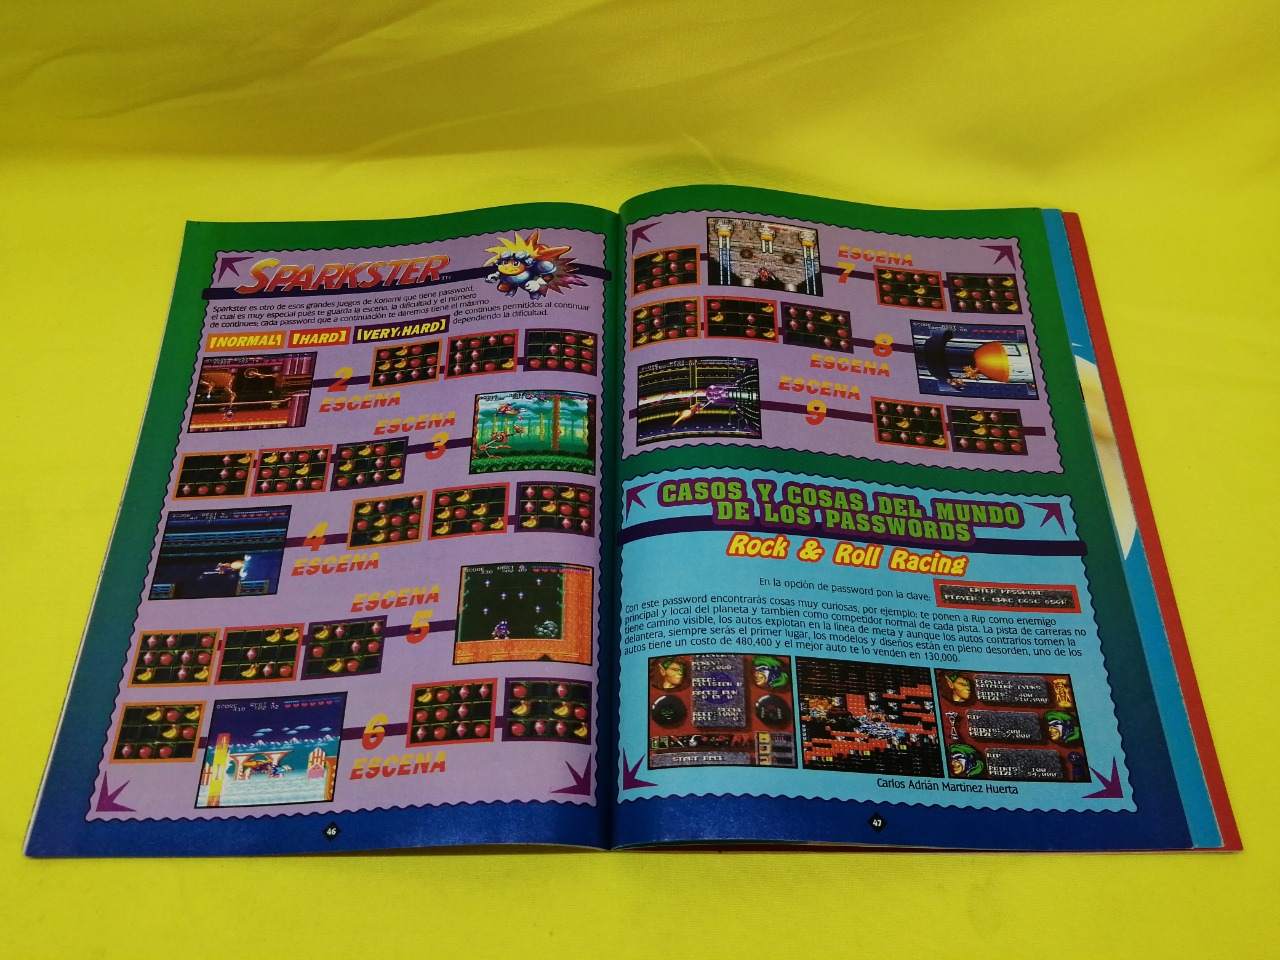 SPARKSTER
Sparkster es otro de esos grandes juegos de Konami que tiene password,
el cual es muy especial pues te guarda la escena, la dificultad y el número
de continues; cada password que a continuación te daremos tiene el máximo
de continues permitidos al continuar
dependiendo la dificultad.
[NORMAL] [HARD] [VERY HARD]
2
ESCENA
ESCENA
3
4
ESCENA
ESCENA
5
6
ESCENA
46
ESCENA
7
8
ESCENA
ESCENA
9
CASOS Y COSAS DEL MUNDO
DE LOS PASSWORDS
Rock & Roll Racing
En la opción de password pon la clave:
ENTER PASSWORD
Con este password encontrarás cosas muy curiosas, por ejemplo: te ponen a Rip como enemigo
principal y local del planeta y también como competidor normal de cada pista. La pista de carreras no
tiene camino visible, los autos explotan en la línea de meta y aunque los autos contrarios tomen la
delantera, siempre serás el primer lugar, los modelos y diseños están en pleno desorden, uno de los
autos tiene un costo de 480,400 y el mejor auto te lo venden en 130,000.
START RACE
RIP
RIP
Carlos Adrián Martínez Huerta
47